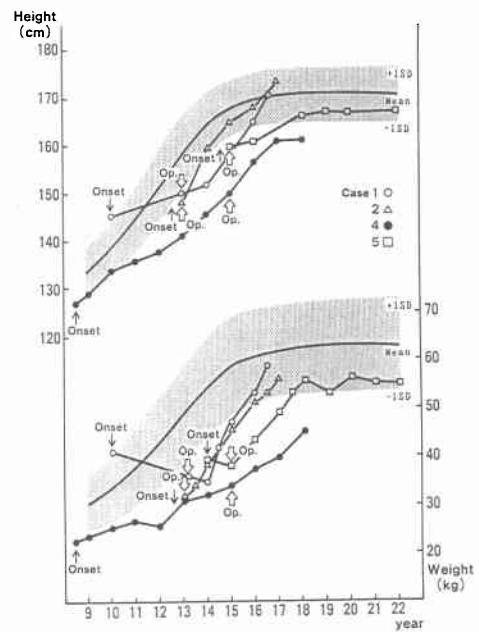 Height
(cm)
180
+1SD
170
Mean
-1SD
160
Onset
Op.
Op.
Onset
150
Case 1
2
4
5
Onset
Op.
Op.
140
130
Onset
120
+1SD
70
Mean
60
-1SD
50
Onset
Onset
Op.
40
Op.
Onset
30
Op.
Onset
20
Weight
(kg)
9 10 11 12 13 14 15 16 17 18 19 20 21 22
year